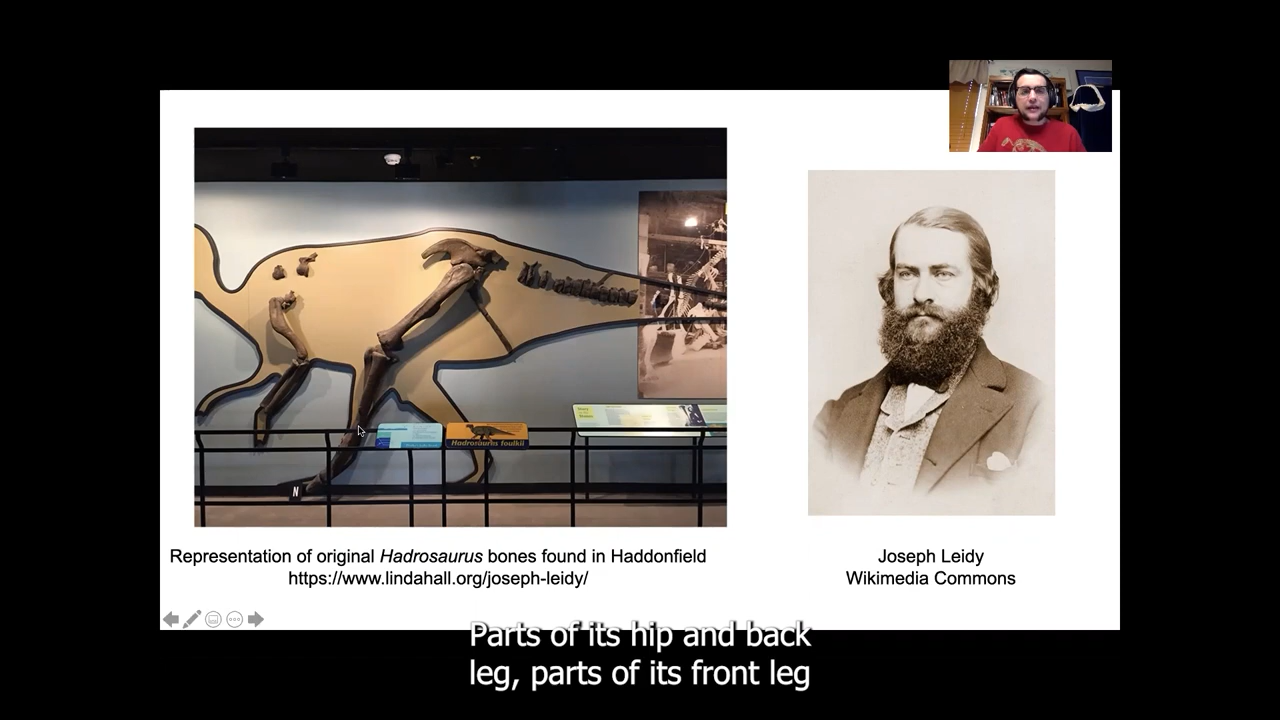 Hadrosaurus foulkii
N
Representation of original Hadrosaurus bones found in Haddonfield
https://www.lindahall.org/joseph-leidy/
Joseph Leidy
Wikimedia Commons
Parts of its hip and back
leg, parts of its front leg